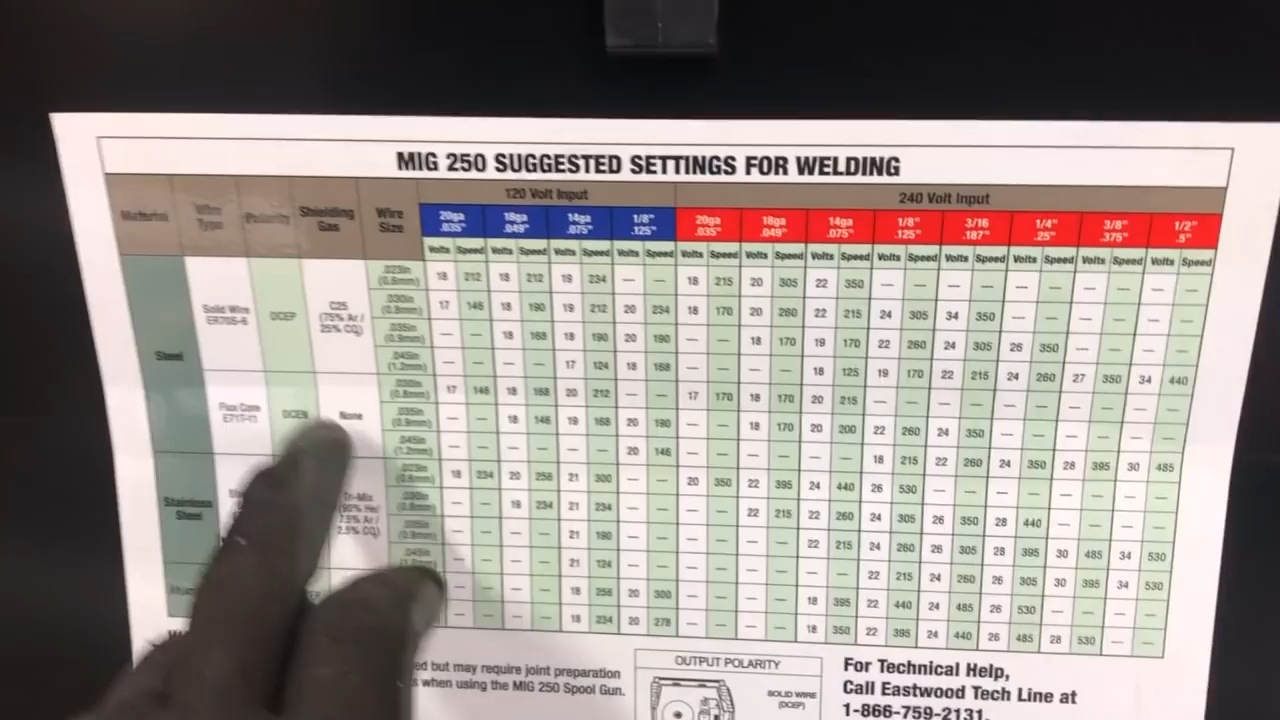 MIG 250 SUGGESTED SETTINGS FOR WELDING
Material Wire Type Polarity Shielding Gas Wire Size 120 Volt Input 240 Volt Input
20ga .035" 18ga .049" 14ga .075" 1/8" .125" 20ga .035" 18ga .049" 14ga .075" 1/8" .125" 3/16 .187" 1/4" .25" 3/8" .375" 1/2" .5"
Volts Speed Volts Speed Volts Speed Volts Speed Volts Speed Volts Speed Volts Speed Volts Speed Volts Speed Volts Speed Volts Speed Volts Speed
Steel Solid Wire ER70S-6 DCEP C25 (75% Ar / 25% CO₂)
.023in (0.6mm) 18 212 18 212 19 234 — — 18 215 20 305 22 350 — — — — — — — — — —
.030in (0.8mm) 17 146 18 190 19 212 20 234 18 170 20 260 22 215 24 305 34 350 — — — — — —
.035in (0.9mm) — — 18 168 18 190 20 190 — — 18 170 19 170 22 260 24 305 26 350 — — — —
.045in (1.2mm) — — — — 17 124 18 168 — — — — 18 125 19 170 22 215 24 260 27 350 34 440
Flux Core E71T-11 DCEN None
.030in (0.8mm) 17 146 18 168 20 212 — — 17 170 18 170 20 215 — — — — — — — — — —
.035in (0.9mm) — — 18 146 19 168 20 190 — — 18 170 20 200 22 260 24 350 — — — — — —
.045in (1.2mm) — — — — — — 20 146 — — — — — — 18 215 22 260 24 350 28 395 30 485
Stainless Steel Tri-Mix (90% He/ 7.5% Ar/ 2.5% CO₂)
.023in (0.6mm) 18 234 20 256 21 300 — — 20 350 22 395 24 440 26 530 — — — — — — — —
.030in (0.8mm) — — 19 234 21 234 — — — — 22 215 22 260 24 305 26 350 28 440 — — — —
.035in (0.9mm) — — — — 21 190 — — — — — — 22 215 24 260 26 305 28 395 30 485 34 530
.045in — — — — 21 124 — — — — — — — — 22 215 24 260 26 305 30 395 34 530
— — — — 18 256 20 300 — — — — 18 395 22 440 24 485 26 530 — — — —
— — — — 18 234 20 278 — — — — 18 350 22 395 24 440 26 485 28 530 — —
ed but may require joint preparation
s when using the MIG 250 Spool Gun.
OUTPUT POLARITY
SOLID WIRE
(DCEP)
For Technical Help,
Call Eastwood Tech Line at
1-866-759-2131.